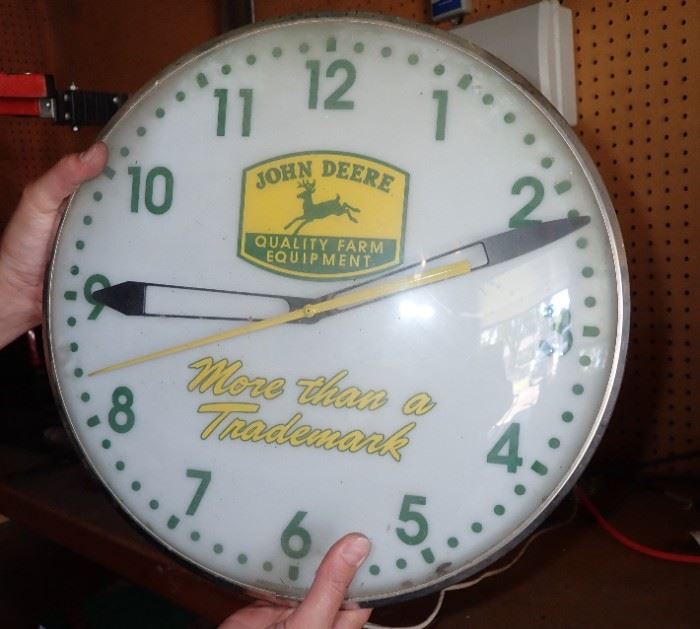 12
11
1
10
2
JOHN DEERE
QUALITY FARM
EQUIPMENT
9
3
More than a
Trademark
8
4
7
5
6